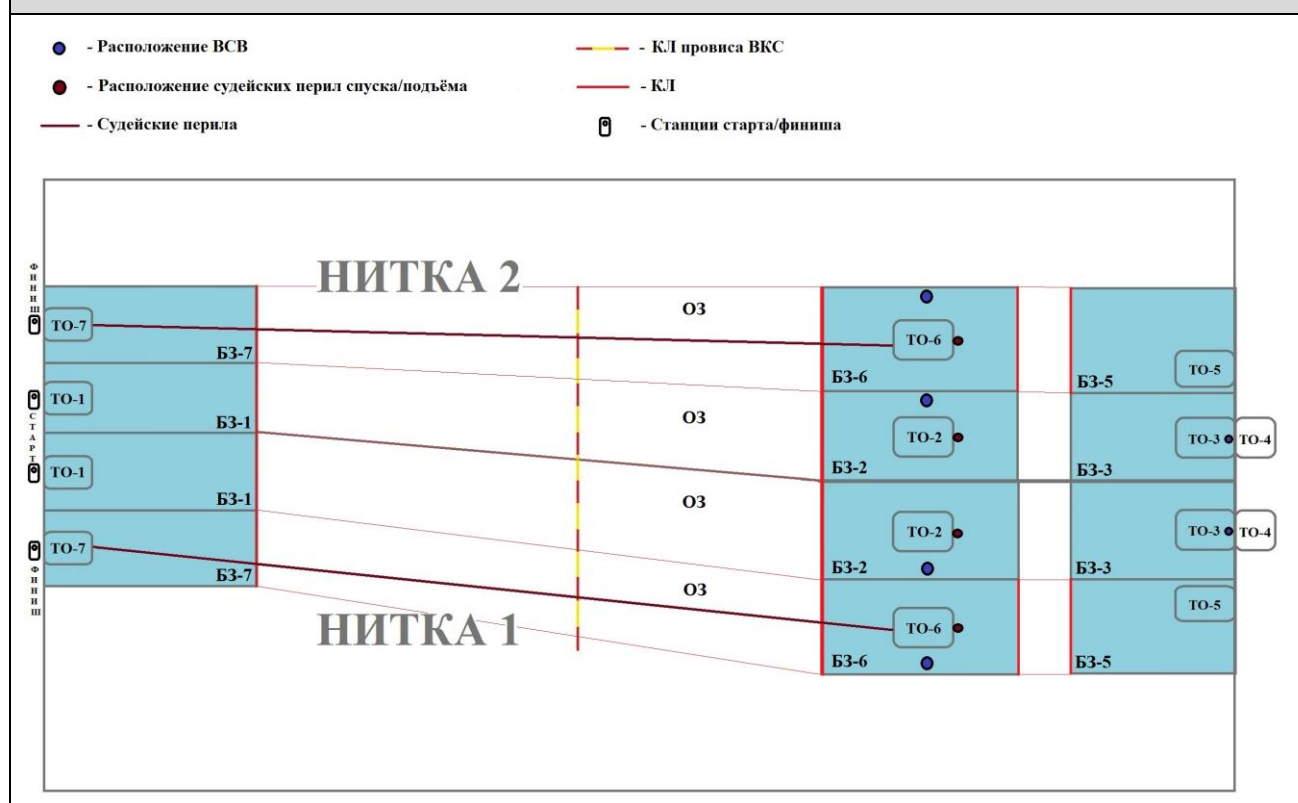 - Расположение ВСВ
- КЛ провиса ВКС
- Расположение судейских перил спуска/подъёма
- КЛ
- Судейские перила
- Станции старта/финиша
НИТКА 2
ФИНИШ
ОЗ
ТО-7
ТО-6
БЗ-7
БЗ-6
ТО-5
БЗ-5
ТО-1
СТАРТ
БЗ-1
ОЗ
ТО-2
БЗ-2
ТО-3
ТО-4
БЗ-3
ТО-1
БЗ-1
ОЗ
ТО-2
БЗ-2
ТО-3
ТО-4
БЗ-3
ТО-7
ФИНИШ
БЗ-7
ОЗ
ТО-5
НИТКА 1
ТО-6
БЗ-6
БЗ-5